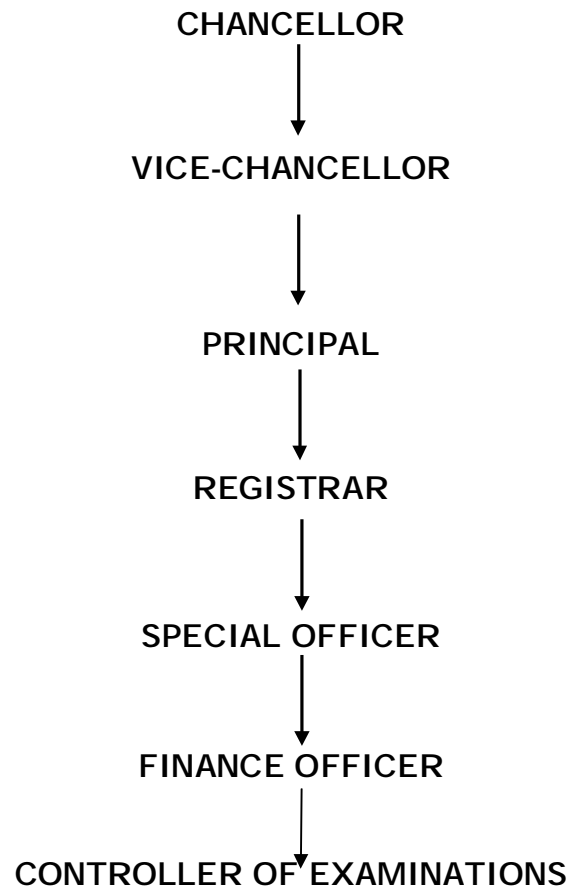 CHANCELLOR
VICE-CHANCELLOR
PRINCIPAL
REGISTRAR
SPECIAL OFFICER
FINANCE OFFICER
CONTROLLER OF EXAMINATIONS